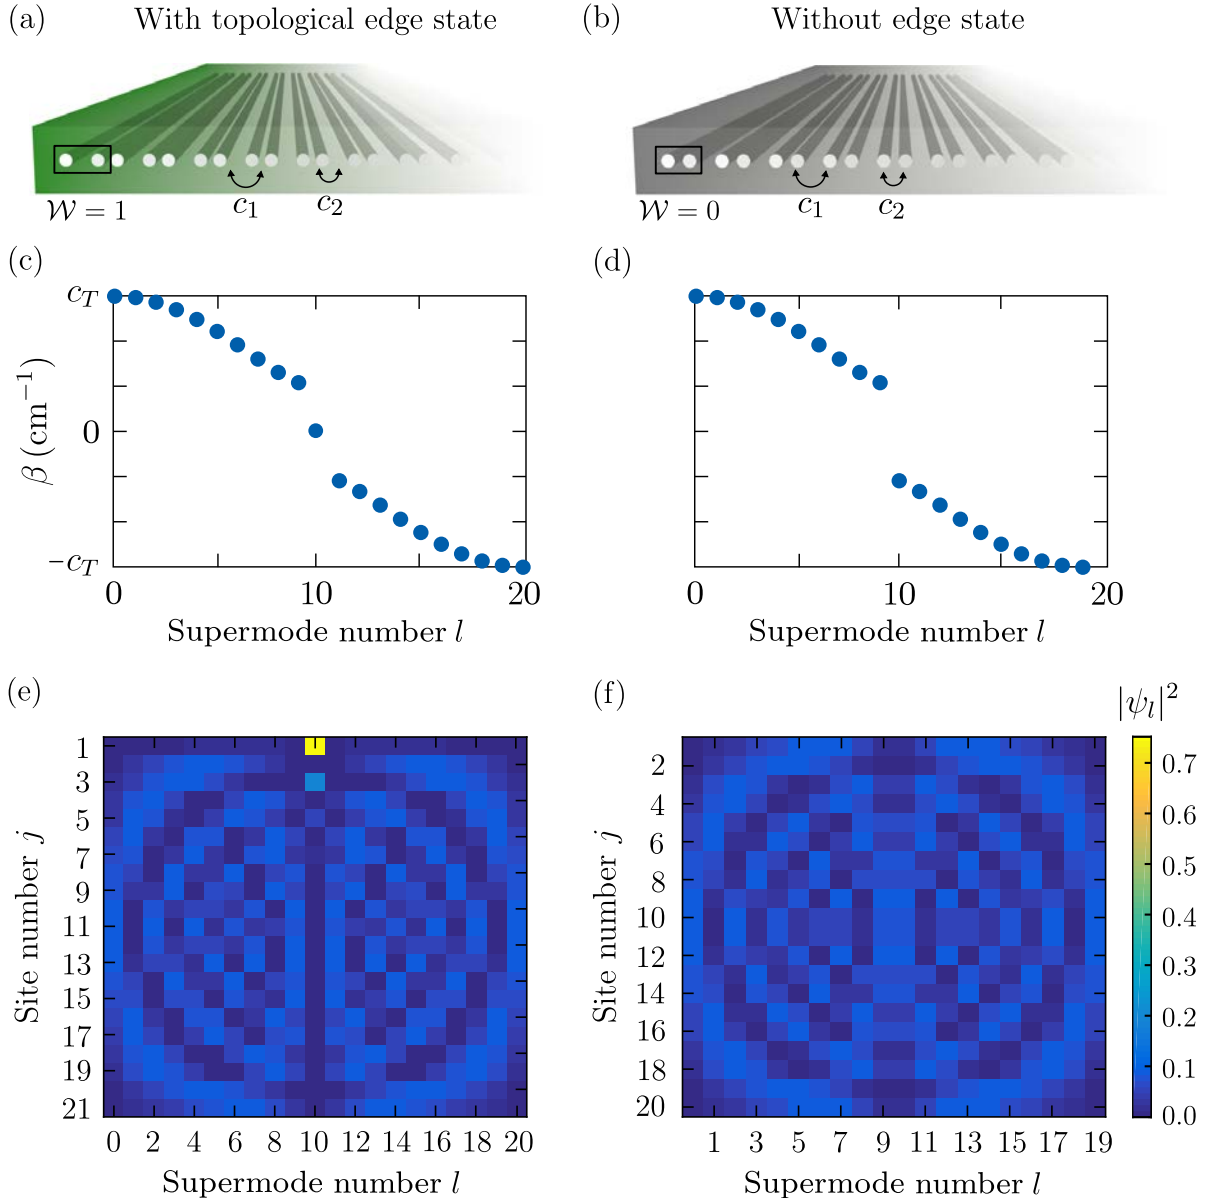 (a) With topological edge state
𝒲 = 1
c₁
c₂
(b) Without edge state
𝒲 = 0
c₁
c₂
(c)
β (cm⁻¹)
c_T
0
−c_T
0 10 20
Supermode number l
(d)
0 10 20
Supermode number l
(e)
Site number j
1
3
5
7
9
11
13
15
17
19
21
0 2 4 6 8 10 12 14 16 18 20
Supermode number l
(f)
Site number j
2
4
6
8
10
12
14
16
18
20
1 3 5 7 9 11 13 15 17 19
Supermode number l
|ψ_l|²
0.7
0.6
0.5
0.4
0.3
0.2
0.1
0.0